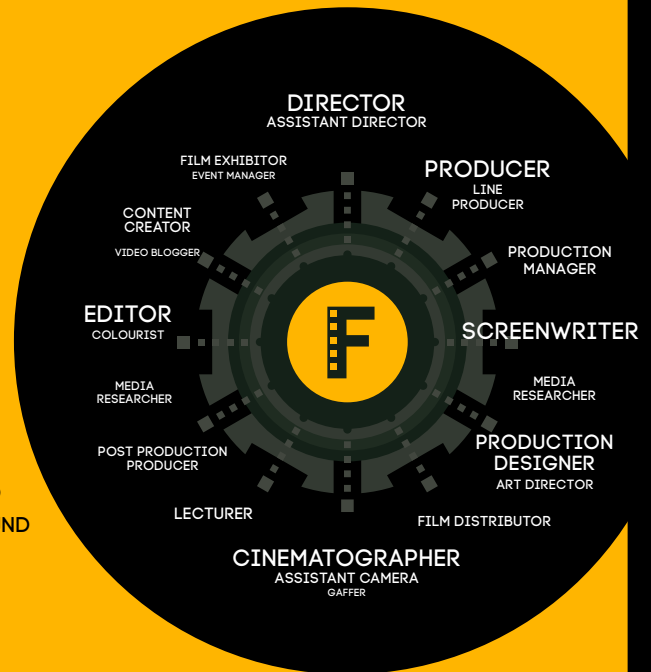 DIRECTOR
ASSISTANT DIRECTOR
FILM EXHIBITOR
EVENT MANAGER
PRODUCER
LINE
PRODUCER
CONTENT
CREATOR
VIDEO BLOGGER
PRODUCTION
MANAGER
EDITOR
COLOURIST
F
SCREENWRITER
MEDIA
RESEARCHER
MEDIA
RESEARCHER
POST PRODUCTION
PRODUCER
PRODUCTION
DESIGNER
ART DIRECTOR
LECTURER
FILM DISTRIBUTOR
CINEMATOGRAPHER
ASSISTANT CAMERA
GAFFER